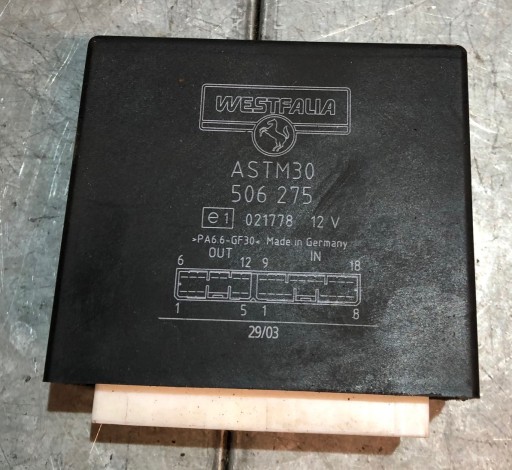 WESTFALIA
ASTM30
506 275
e1 021778 12 V
>PA6.6-GF30< Made in Germany
OUT IN
6 12 9 18
1 5 1 8
29/03